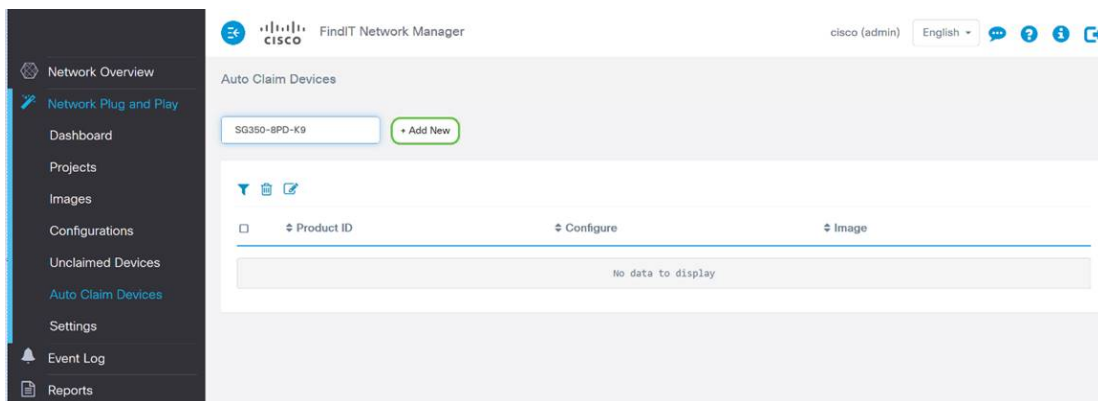 CISCO FindIT Network Manager
cisco (admin) English
Network Overview
Network Plug and Play
Dashboard
Projects
Images
Configurations
Unclaimed Devices
Auto Claim Devices
Settings
Event Log
Reports
Auto Claim Devices
SG350-8PD-K9 + Add New
Product ID Configure Image
No data to display